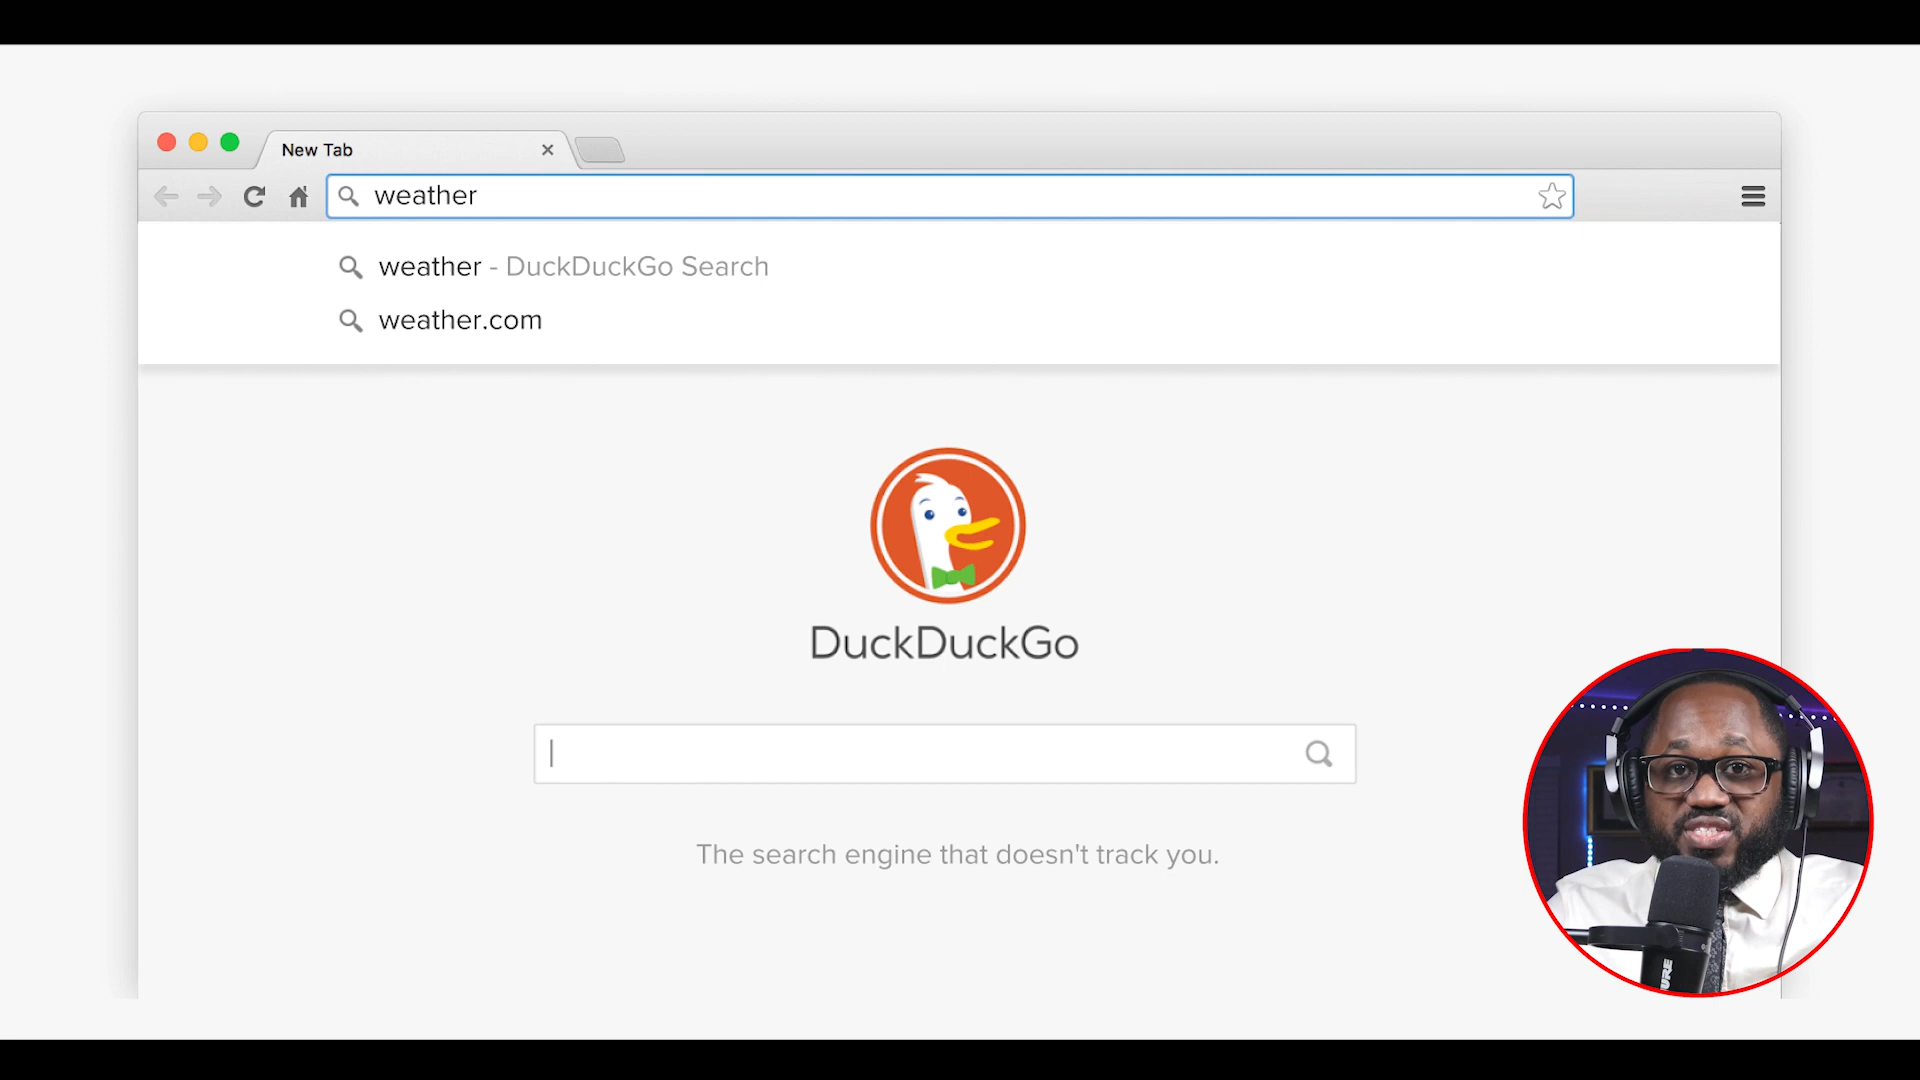 New Tab
weather
weather - DuckDuckGo Search
weather.com
DuckDuckGo
The search engine that doesn't track you.